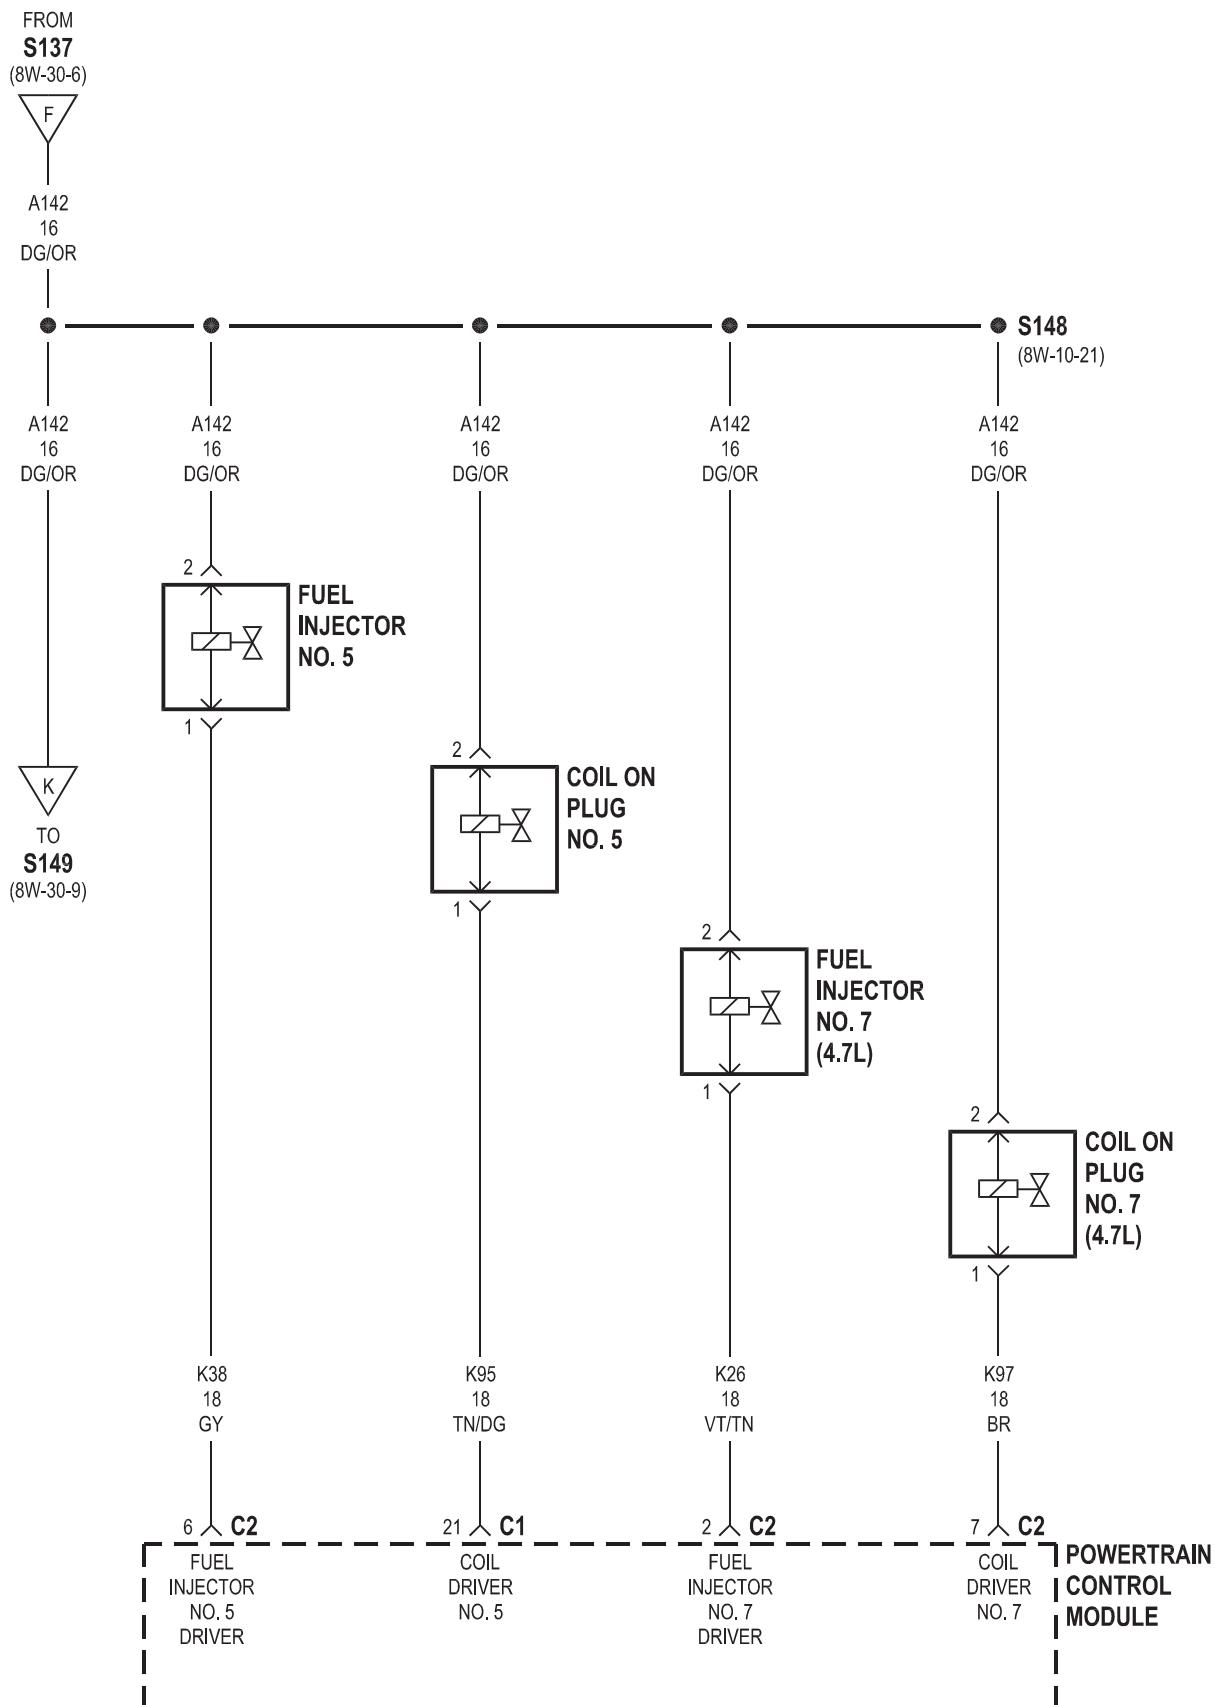 FROM
S137
(8W-30-6)
F
A142
16
DG/OR
S148
(8W-10-21)
A142
16
DG/OR
A142
16
DG/OR
A142
16
DG/OR
A142
16
DG/OR
A142
16
DG/OR
2
FUEL
INJECTOR
NO. 5
1
2
COIL ON
PLUG
NO. 5
1
K
TO
S149
(8W-30-9)
2
FUEL
INJECTOR
NO. 7
(4.7L)
1
2
COIL ON
PLUG
NO. 7
(4.7L)
1
K38
18
GY
K95
18
TN/DG
K26
18
VT/TN
K97
18
BR
6 C2
21 C1
2 C2
7 C2
FUEL
INJECTOR
NO. 5
DRIVER
COIL
DRIVER
NO. 5
FUEL
INJECTOR
NO. 7
DRIVER
COIL
DRIVER
NO. 7
POWERTRAIN
CONTROL
MODULE